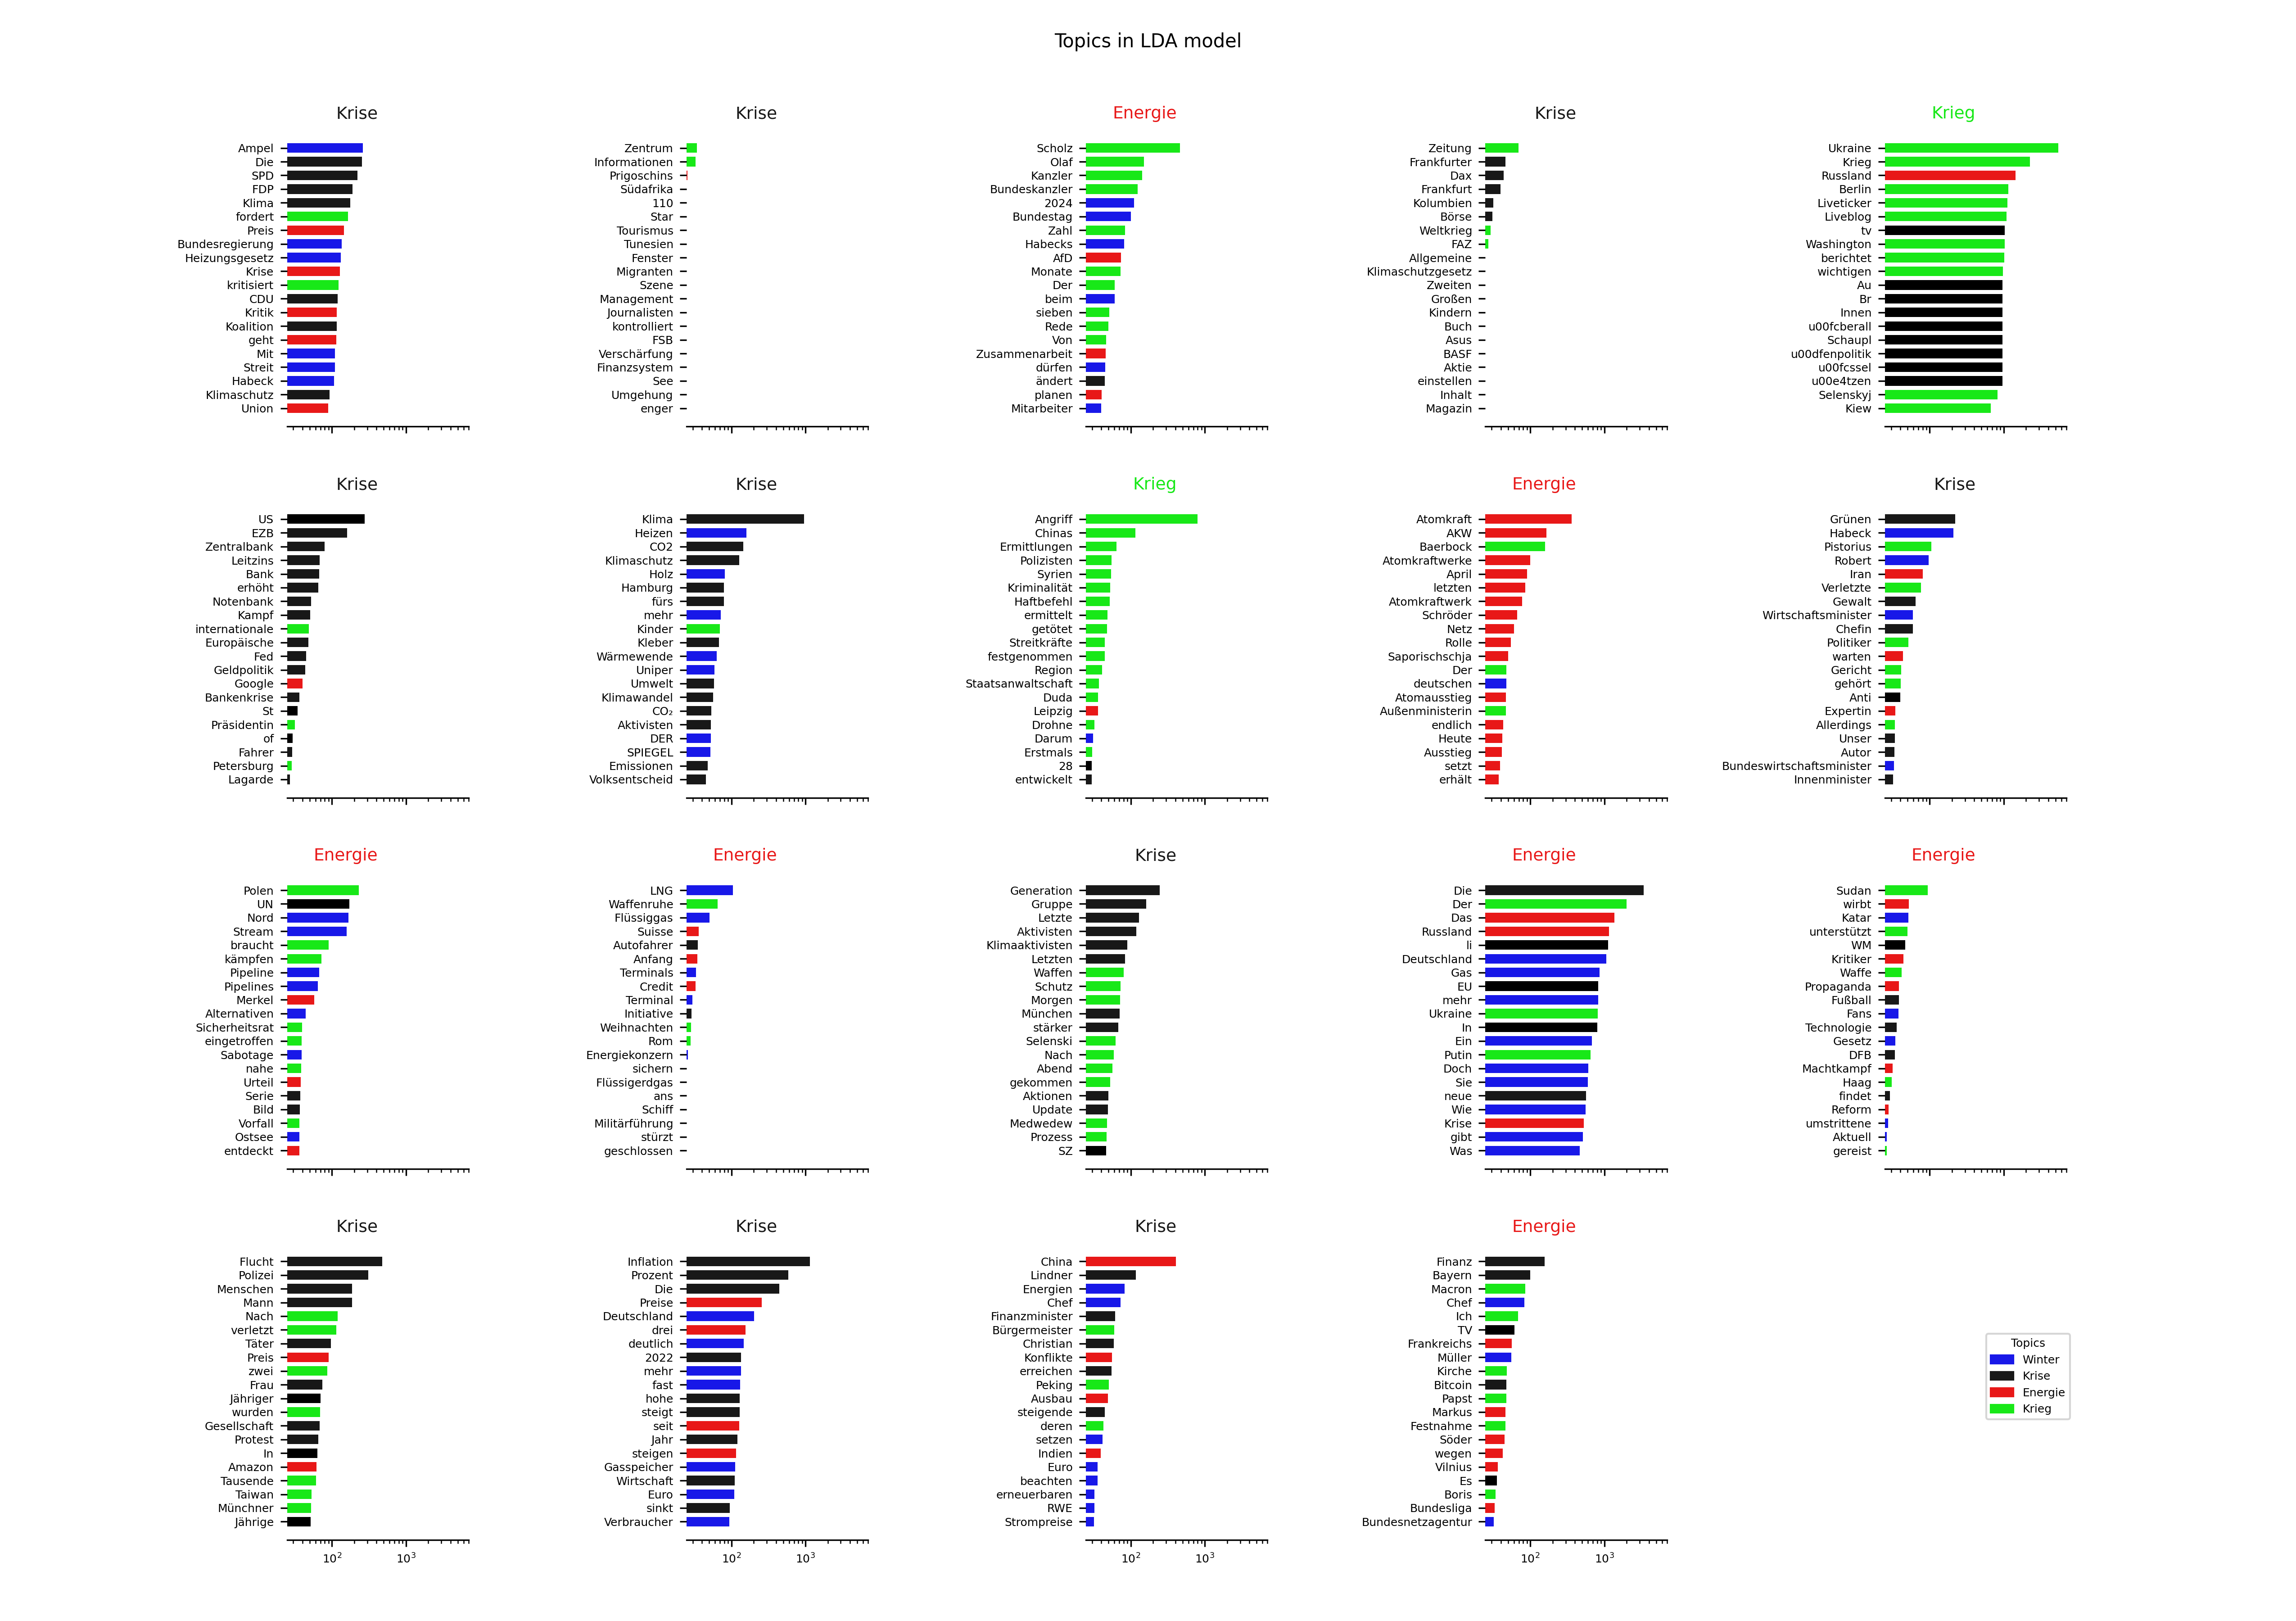 Topics in LDA model
Krise
Ampel
Die
SPD
FDP
Klima
fordert
Preis
Bundesregierung
Heizungsgesetz
Krise
kritisiert
CDU
Kritik
Koalition
geht
Mit
Streit
Habeck
Klimaschutz
Union
Krise
Zentrum
Informationen
Prigoschins
Südafrika
110
Star
Tourismus
Tunesien
Fenster
Migranten
Szene
Management
Journalisten
kontrolliert
FSB
Verschärfung
Finanzsystem
See
Umgehung
enger
Energie
Scholz
Olaf
Kanzler
Bundeskanzler
2024
Bundestag
Zahl
Habecks
AfD
Monate
Der
beim
sieben
Rede
Von
Zusammenarbeit
dürfen
ändert
planen
Mitarbeiter
Krise
Zeitung
Frankfurter
Dax
Frankfurt
Kolumbien
Börse
Weltkrieg
FAZ
Allgemeine
Klimaschutzgesetz
Zweiten
Großen
Kindern
Buch
Asus
BASF
Aktie
einstellen
Inhalt
Magazin
Krieg
Ukraine
Krieg
Russland
Berlin
Liveticker
Liveblog
tv
Washington
berichtet
wichtigen
Au
Br
Innen
u00fcberall
Schaupl
u00dfenpolitik
u00fcssel
u00e4tzen
Selenskyj
Kiew
Krise
US
EZB
Zentralbank
Leitzins
Bank
erhöht
Notenbank
Kampf
internationale
Europäische
Fed
Geldpolitik
Google
Bankenkrise
St
Präsidentin
of
Fahrer
Petersburg
Lagarde
Krise
Klima
Heizen
CO2
Klimaschutz
Holz
Hamburg
fürs
mehr
Kinder
Kleber
Wärmewende
Uniper
Umwelt
Klimawandel
CO₂
Aktivisten
DER
SPIEGEL
Emissionen
Volksentscheid
Krieg
Angriff
Chinas
Ermittlungen
Polizisten
Syrien
Kriminalität
Haftbefehl
ermittelt
getötet
Streitkräfte
festgenommen
Region
Staatsanwaltschaft
Duda
Leipzig
Drohne
Darum
Erstmals
28
entwickelt
Energie
Atomkraft
AKW
Baerbock
Atomkraftwerke
April
letzten
Atomkraftwerk
Schröder
Netz
Rolle
Saporischschja
Der
deutschen
Atomausstieg
Außenministerin
endlich
Heute
Ausstieg
setzt
erhält
Krise
Grünen
Habeck
Pistorius
Robert
Iran
Verletzte
Gewalt
Wirtschaftsminister
Chefin
Politiker
warten
Gericht
gehört
Anti
Expertin
Allerdings
Unser
Autor
Bundeswirtschaftsminister
Innenminister
Energie
Polen
UN
Nord
Stream
braucht
kämpfen
Pipeline
Pipelines
Merkel
Alternativen
Sicherheitsrat
eingetroffen
Sabotage
nahe
Urteil
Serie
Bild
Vorfall
Ostsee
entdeckt
Energie
LNG
Waffenruhe
Flüssiggas
Suisse
Autofahrer
Anfang
Terminals
Credit
Terminal
Initiative
Weihnachten
Rom
Energiekonzern
sichern
Flüssigerdgas
ans
Schiff
Militärführung
stürzt
geschlossen
Krise
Generation
Gruppe
Letzte
Aktivisten
Klimaaktivisten
Letzten
Waffen
Schutz
Morgen
München
stärker
Selenski
Nach
Abend
gekommen
Aktionen
Update
Medwedew
Prozess
SZ
Energie
Die
Der
Das
Russland
li
Deutschland
Gas
EU
mehr
Ukraine
In
Ein
Putin
Doch
Sie
neue
Wie
Krise
gibt
Was
Energie
Sudan
wirbt
Katar
unterstützt
WM
Kritiker
Waffe
Propaganda
Fußball
Fans
Technologie
Gesetz
DFB
Machtkampf
Haag
findet
Reform
umstrittene
Aktuell
gereist
Krise
Flucht
Polizei
Menschen
Mann
Nach
verletzt
Täter
Preis
zwei
Frau
Jähriger
wurden
Gesellschaft
Protest
In
Amazon
Tausende
Taiwan
Münchner
Jährige
10² 10³
Krise
Inflation
Prozent
Die
Preise
Deutschland
drei
deutlich
2022
mehr
fast
hohe
steigt
seit
Jahr
steigen
Gasspeicher
Wirtschaft
Euro
sinkt
Verbraucher
10² 10³
Krise
China
Lindner
Energien
Chef
Finanzminister
Bürgermeister
Christian
Konflikte
erreichen
Peking
Ausbau
steigende
deren
setzen
Indien
Euro
beachten
erneuerbaren
RWE
Strompreise
10² 10³
Energie
Finanz
Bayern
Macron
Chef
Ich
TV
Frankreichs
Müller
Kirche
Bitcoin
Papst
Markus
Festnahme
Söder
wegen
Vilnius
Es
Boris
Bundesliga
Bundesnetzagentur
10² 10³
Topics
Winter
Krise
Energie
Krieg